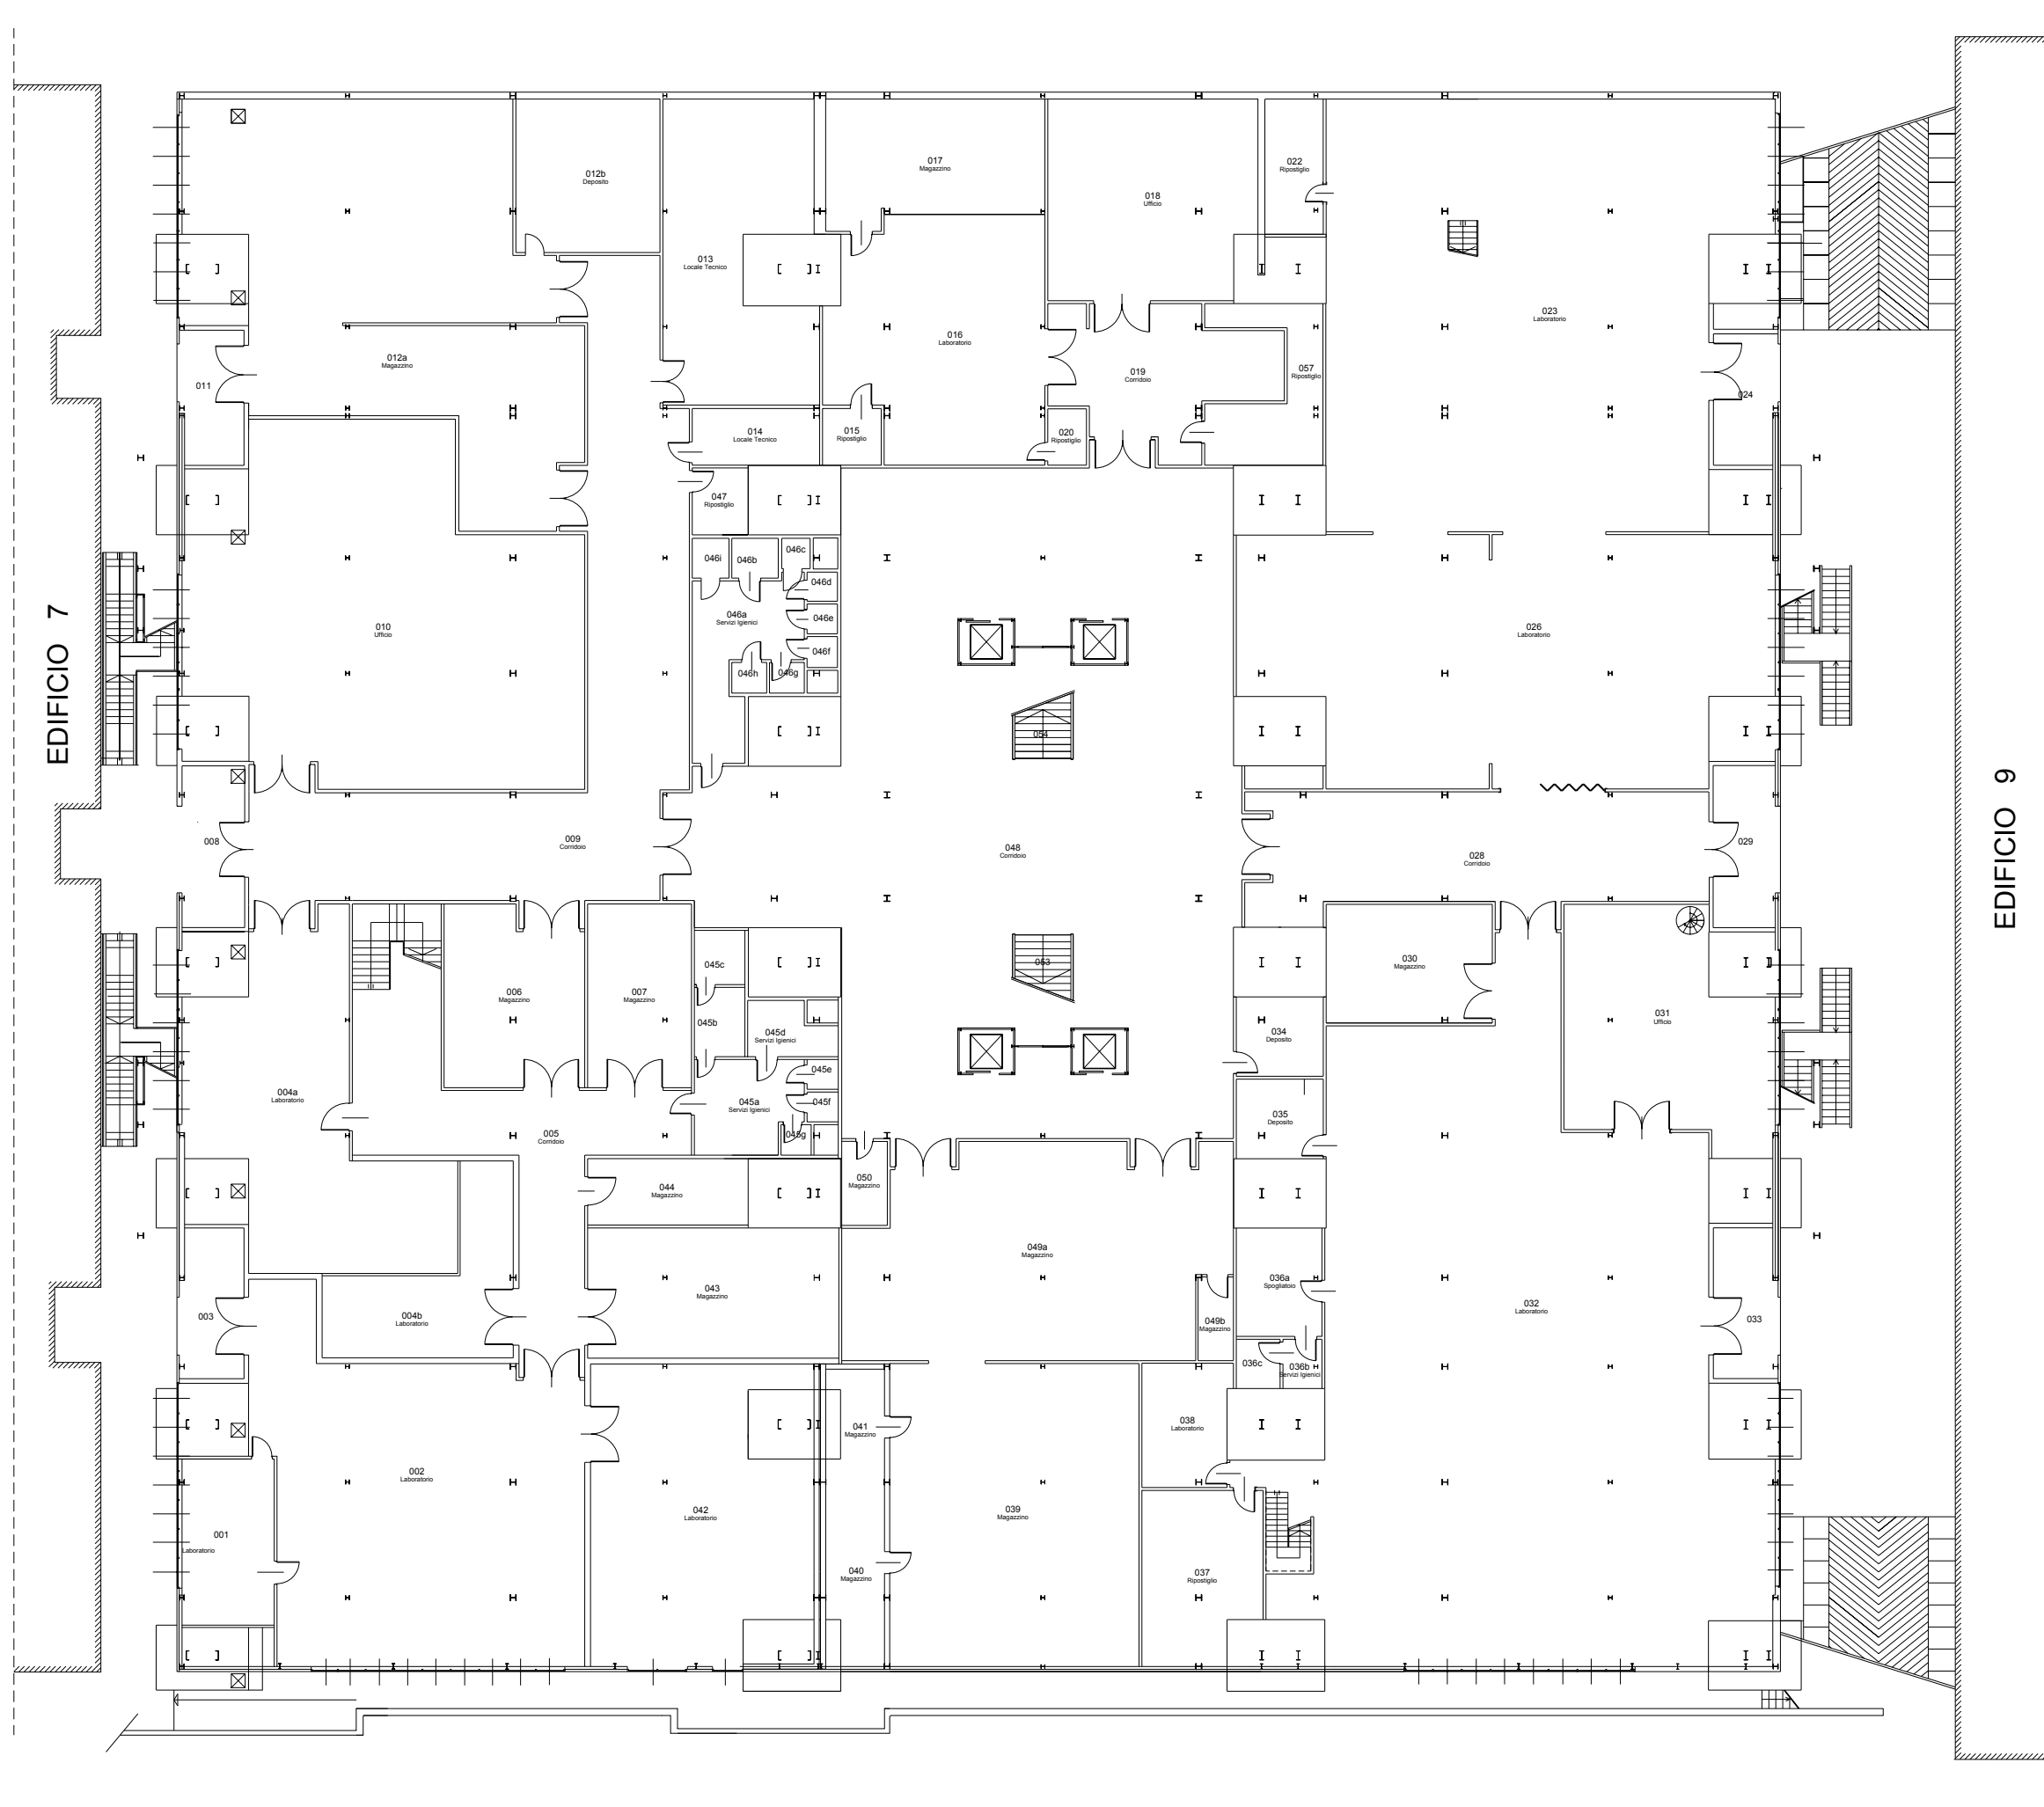 012b
Deposito
017
Magazzino
022
Ripostiglio
018
Ufficio
013
Locale Tecnico
023
Laboratorio
016
Laboratorio
012a
Magazzino
011
019
Corridoio
057
Ripostiglio
024
014
Locale Tecnico
015
Ripostiglio
020
Ripostiglio
047
Ripostiglio
046i
046b
046c
046d
046a
Servizi Igienici
046e
046f
046h
046g
010
Ufficio
026
Laboratorio
EDIFICIO 7
054
008
009
Corridoio
048
Corridoio
028
Corridoio
029
EDIFICIO 9
045c
053
030
Magazzino
006
Magazzino
007
Magazzino
045b
045d
Servizi Igienici
034
Deposito
031
Ufficio
045e
004a
Laboratorio
045a
Servizi Igienici
045f
045g
005
Corridoio
035
Deposito
050
Magazzino
044
Magazzino
049a
Magazzino
036a
Spogliatoio
043
Magazzino
032
Laboratorio
003
004b
Laboratorio
049b
Magazzino
033
036c
036b
Servizi Igienici
041
Magazzino
038
Laboratorio
002
Laboratorio
042
Laboratorio
039
Magazzino
001
Laboratorio
040
Magazzino
037
Ripostiglio